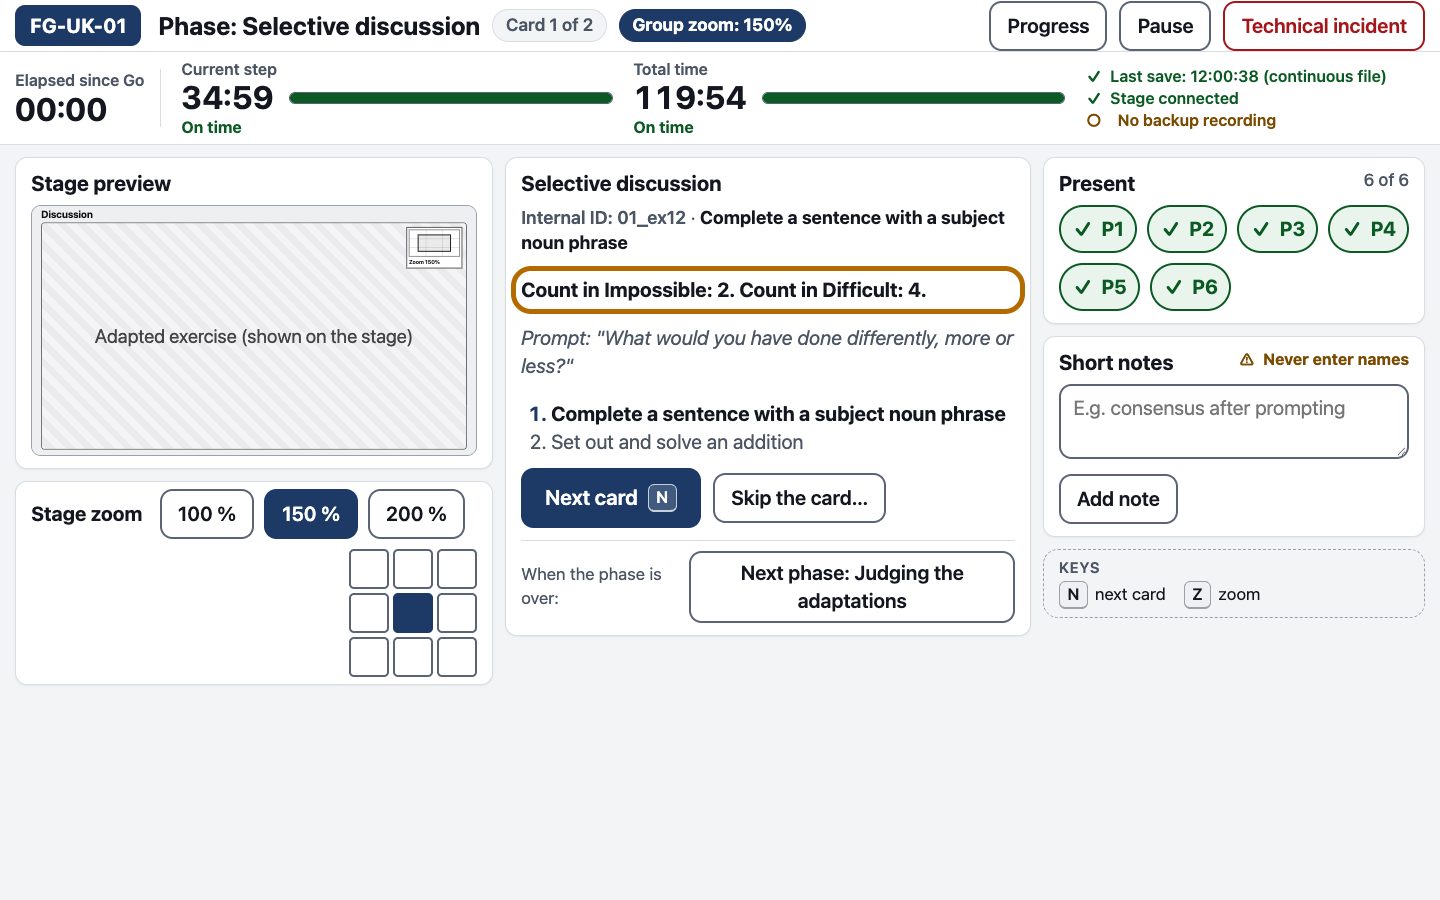 FG-UK-01
Phase: Selective discussion
Card 1 of 2
Group zoom: 150%
Progress
Pause
Technical incident
Elapsed since Go
00:00
Current step
34:59
On time
Total time
119:54
On time
Last save: 12:00:38 (continuous file)
Stage connected
No backup recording
Stage preview
Discussion
Zoom 150%
Adapted exercise (shown on the stage)
Stage zoom
100 %
150 %
200 %
Selective discussion
Internal ID: 01_ex12 · Complete a sentence with a subject
noun phrase
Count in Impossible: 2. Count in Difficult: 4.
Prompt: "What would you have done differently, more or
less?"
1. Complete a sentence with a subject noun phrase
2. Set out and solve an addition
Next card N
Skip the card...
When the phase is
over:
Next phase: Judging the
adaptations
Present
6 of 6
P1
P2
P3
P4
P5
P6
Short notes
Never enter names
E.g. consensus after prompting
Add note
KEYS
N next card Z zoom